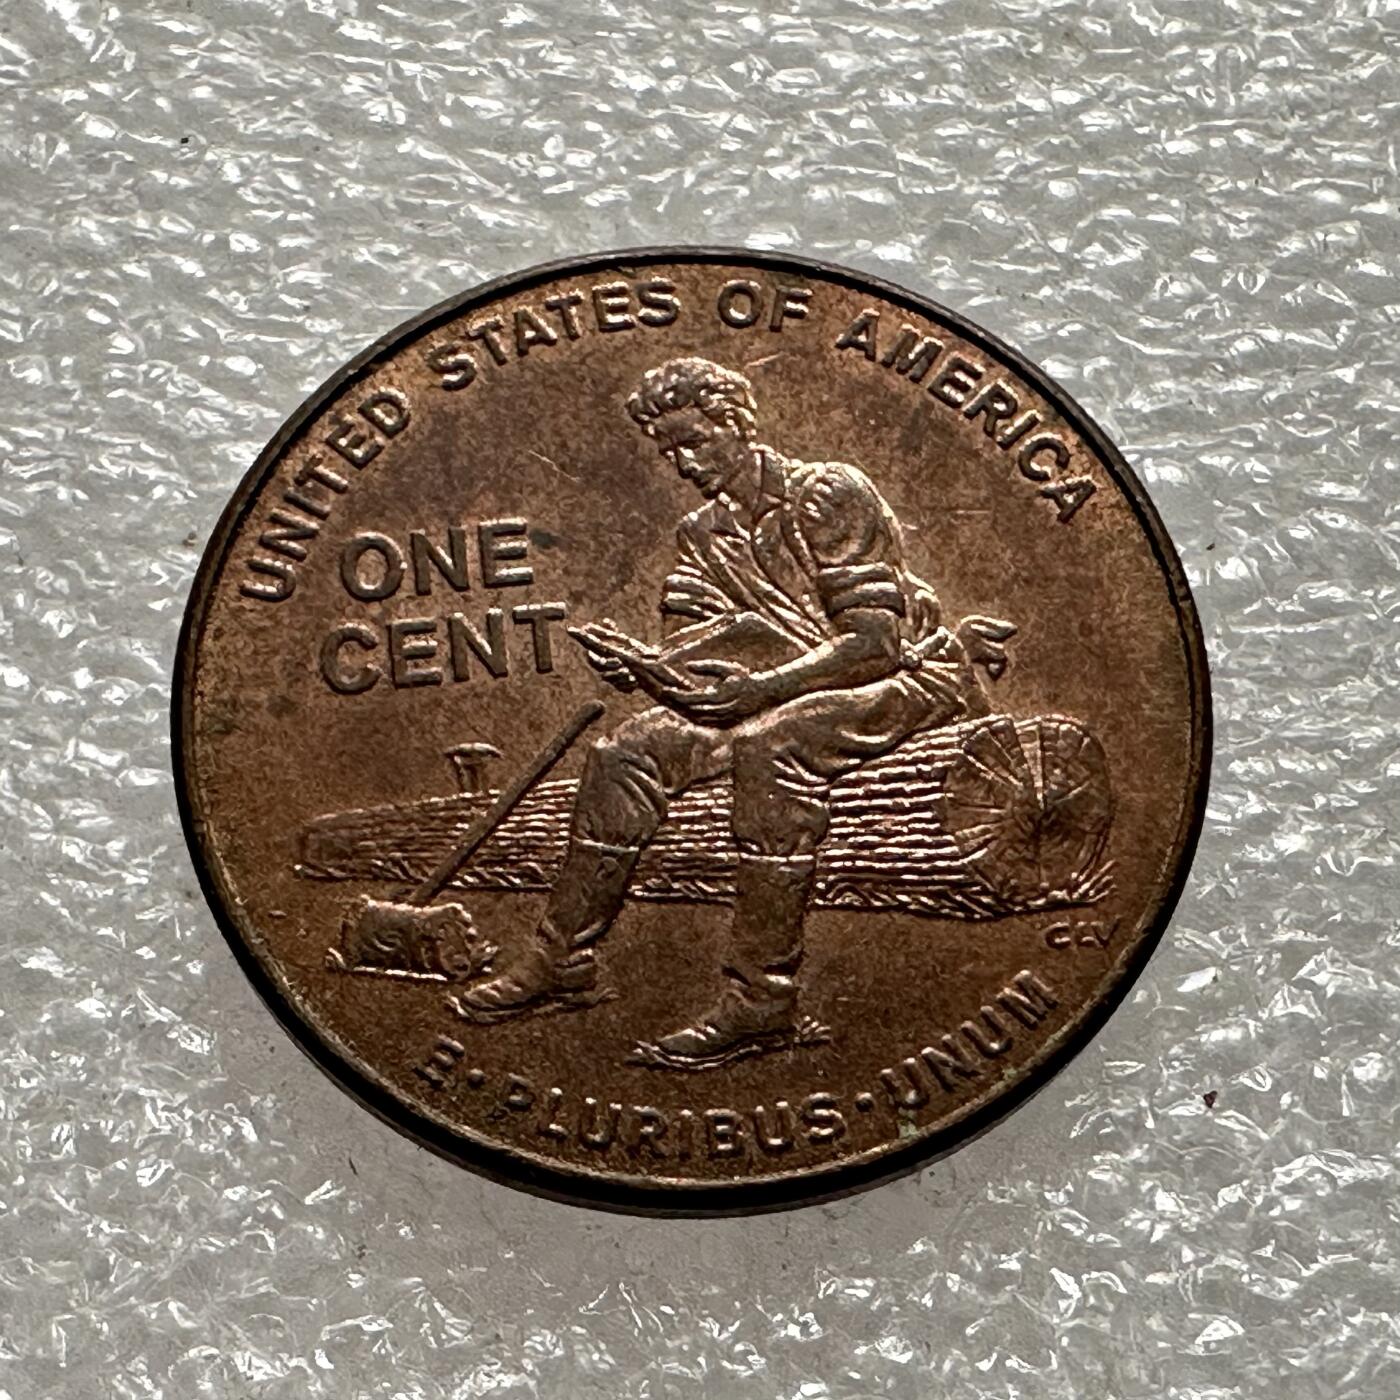 UNITED STATES OF AMERICA
ONE
CENT
CLV
E·PLURIBUS·UNUM